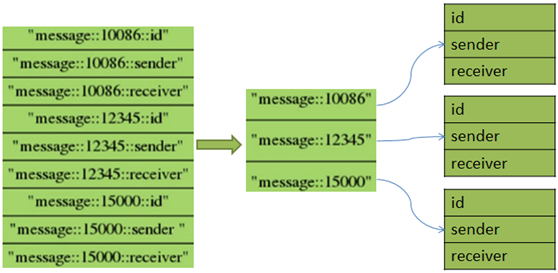 "message::10086::id"
"message::10086::sender"
"message::10086::receiver"
"message::12345::id"
"message::12345::sender"
"message::12345::receiver"
"message::15000::id"
"message::15000::sender "
"message::15000::receiver"
"message::10086"
"message::12345"
"message::15000"
id
sender
receiver
id
sender
receiver
id
sender
receiver